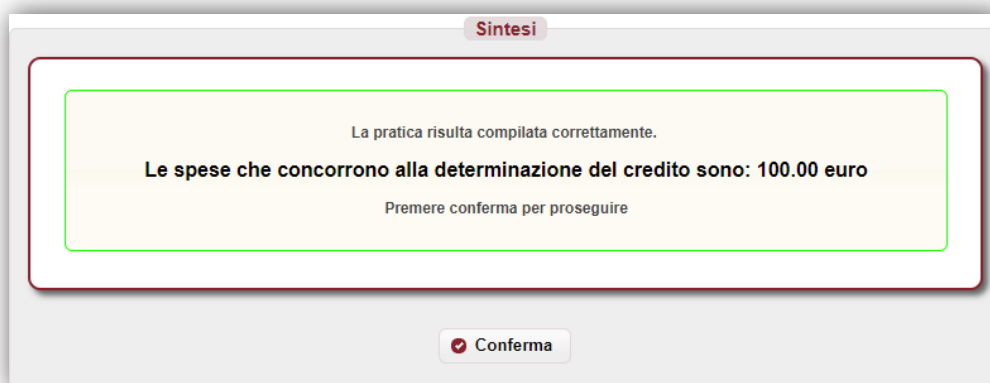 Sintesi
La pratica risulta compilata correttamente.
Le spese che concorrono alla determinazione del credito sono: 100.00 euro
Premere conferma per proseguire
Conferma